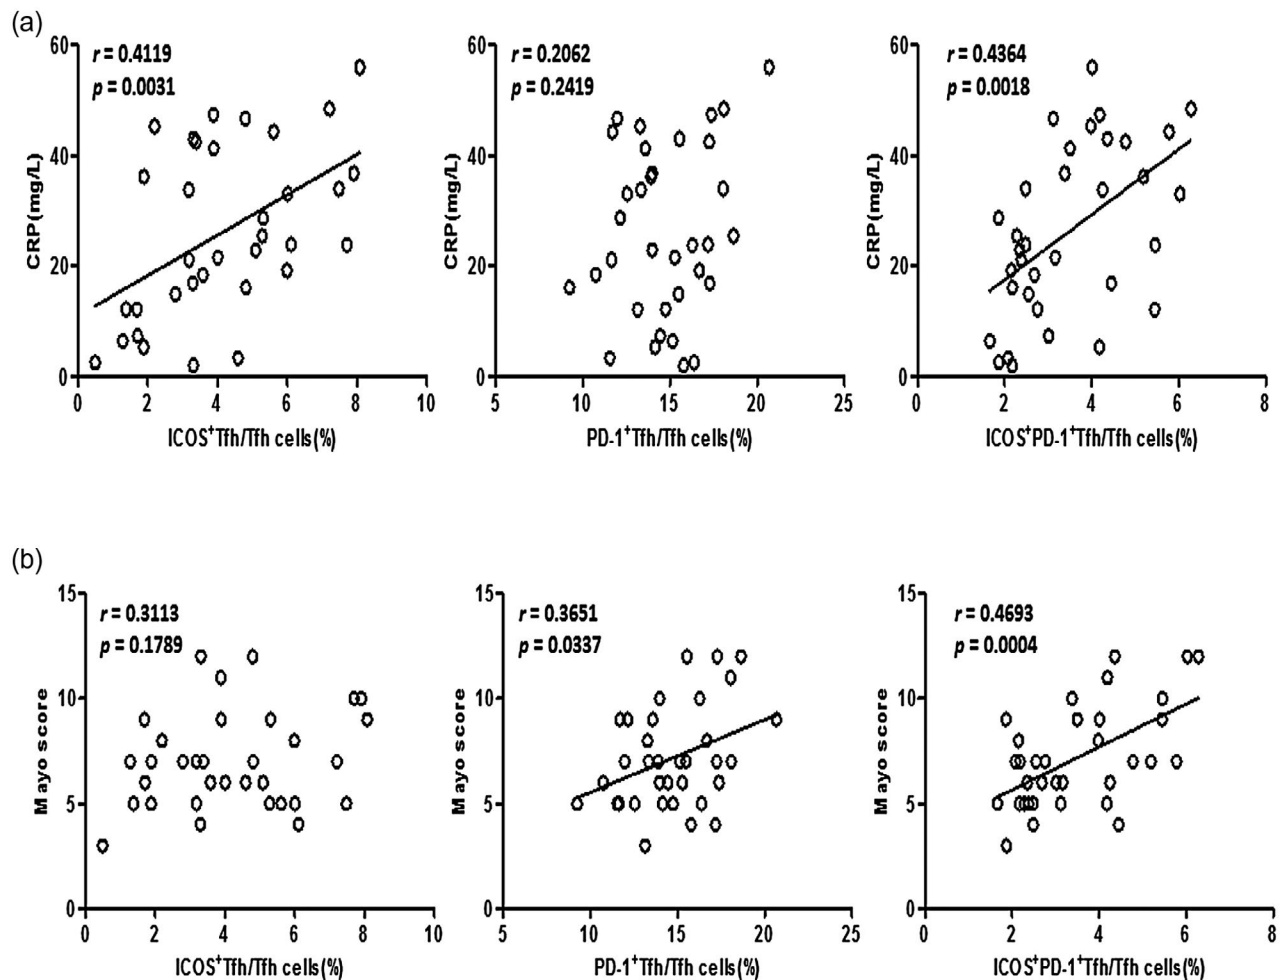 (a)
r = 0.4119
p = 0.0031
CRP(mg/L)
60
40
20
0
0 2 4 6 8 10
ICOS⁺Tfh/Tfh cells(%)
r = 0.2062
p = 0.2419
CRP(mg/L)
60
40
20
0
5 10 15 20 25
PD-1⁺Tfh/Tfh cells(%)
r = 0.4364
p = 0.0018
CRP(mg/L)
60
40
20
0
0 2 4 6 8
ICOS⁺PD-1⁺Tfh/Tfh cells(%)
(b)
r = 0.3113
p = 0.1789
Mayo score
15
10
5
0
0 2 4 6 8 10
ICOS⁺Tfh/Tfh cells(%)
r = 0.3651
p = 0.0337
Mayo score
15
10
5
0
5 10 15 20 25
PD-1⁺Tfh/Tfh cells(%)
r = 0.4693
p = 0.0004
Mayo score
15
10
5
0
0 2 4 6 8
ICOS⁺PD-1⁺Tfh/Tfh cells(%)